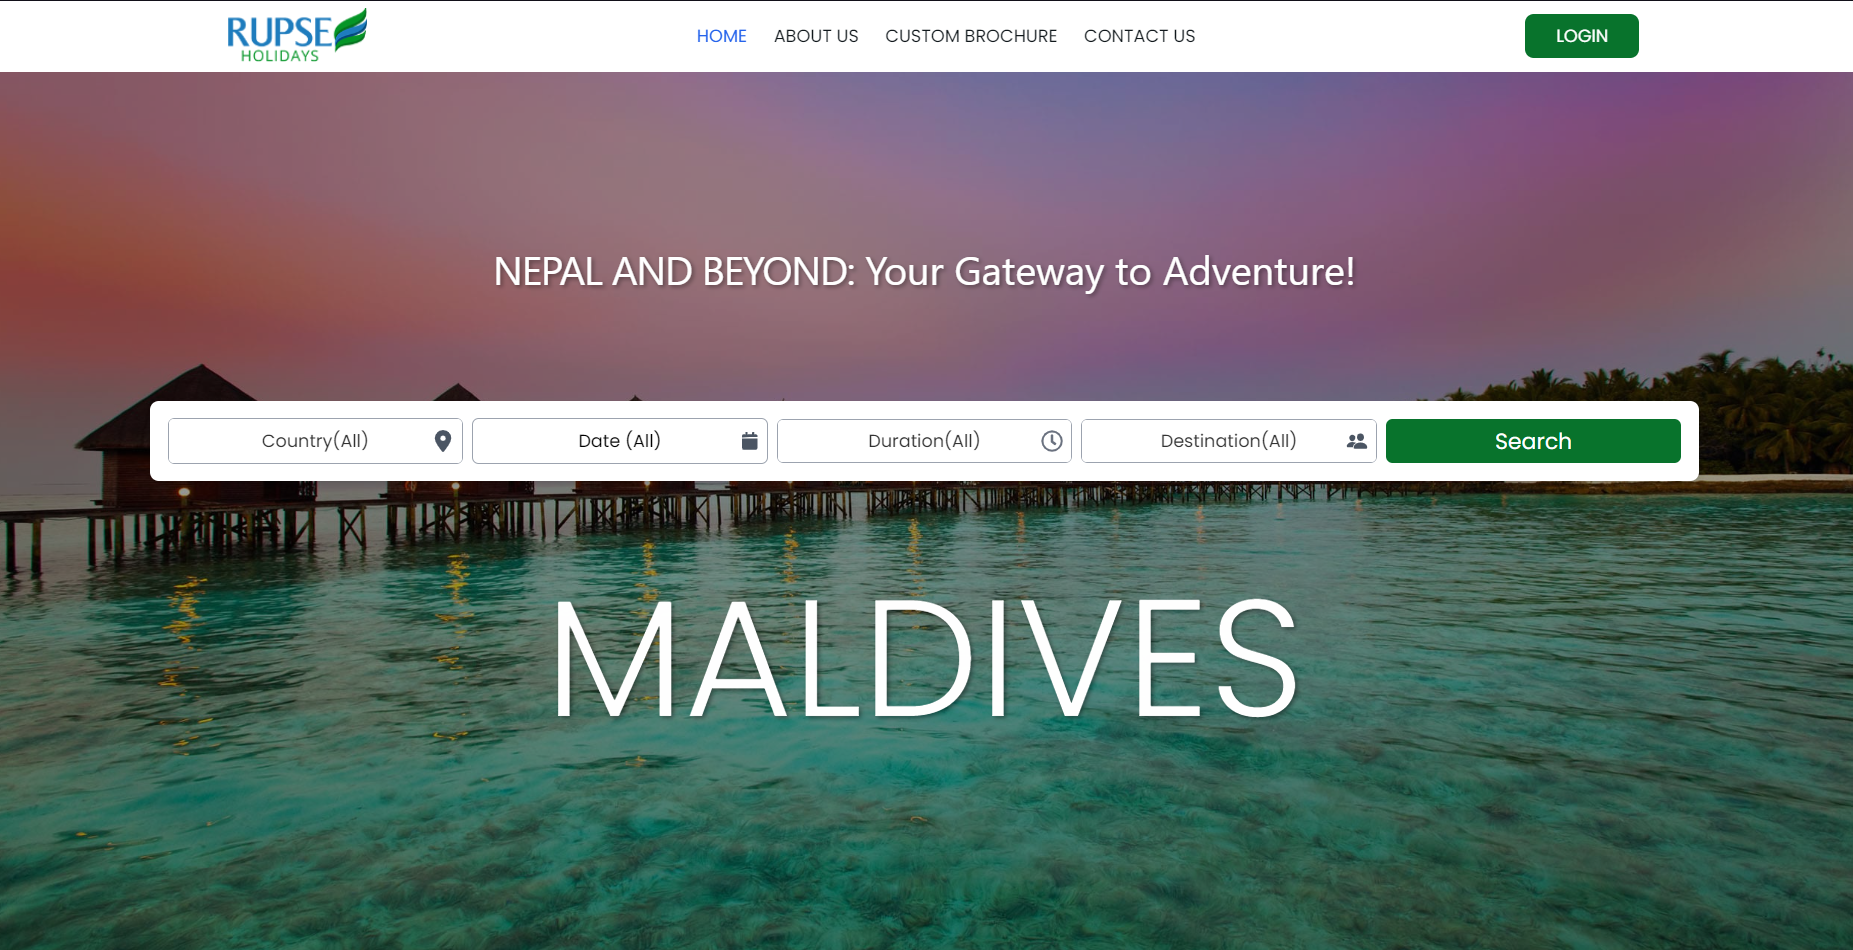 RUPSE
HOLIDAYS
HOME ABOUT US CUSTOM BROCHURE CONTACT US LOGIN
NEPAL AND BEYOND: Your Gateway to Adventure!
Country(All) Date (All) Duration(All) Destination(All) Search
MALDIVES